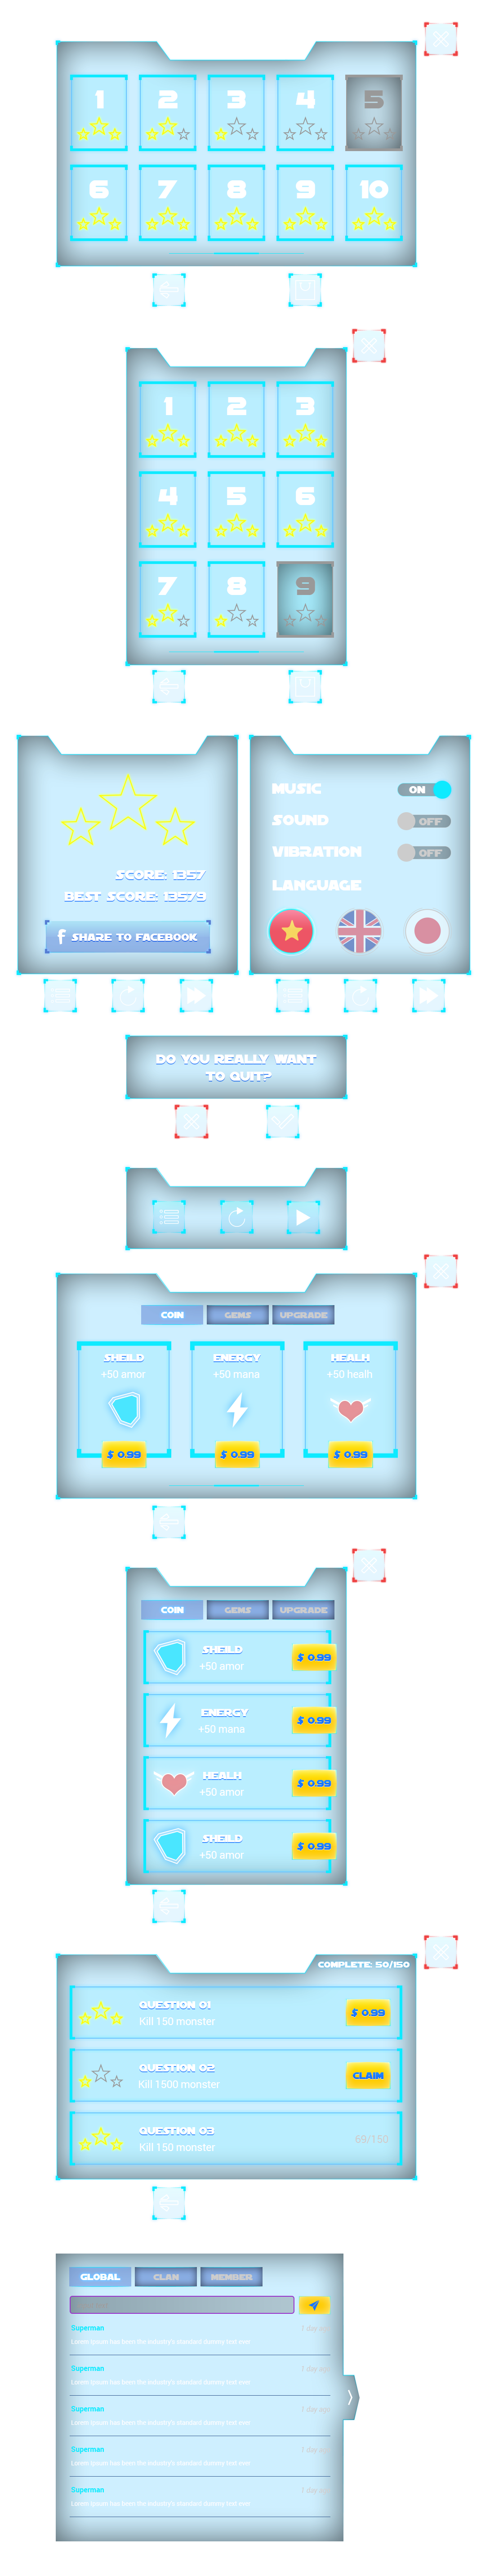 1 2 3 4 5
6 7 8 9 10
1 2 3
4 5 6
7 8 9
SCORE: 1357
BEST SCORE: 13579
f SHARE TO FACEBOOK
MUSIC ON
SOUND OFF
VIBRATION OFF
LANGUAGE
DO YOU REALLY WANT
TO QUIT?
COIN GEMS UPGRADE
SHEILD ENERGY HEALH
+50 amor +50 mana +50 healh
$ 0.99 $ 0.99 $ 0.99
COIN GEMS UPGRADE
SHEILD
+50 amor
$ 0.99
ENERGY
+50 mana
$ 0.99
HEALH
+50 amor
$ 0.99
SHEILD
+50 amor
$ 0.99
COMPLETE: 50/150
QUESTION 01
Kill 150 monster
$ 0.99
QUESTION 02
Kill 1500 monster
CLAIM
QUESTION 03
Kill 150 monster
69/150
GLOBAL CLAN MEMBER
Superman 1 day ago
Lorem Ipsum has been the industry's standard dummy text ever
Superman 1 day ago
Lorem Ipsum has been the industry's standard dummy text ever
Superman 1 day ago
Lorem Ipsum has been the industry's standard dummy text ever
Superman 1 day ago
Lorem Ipsum has been the industry's standard dummy text ever
Superman 1 day ago
Lorem Ipsum has been the industry's standard dummy text ever